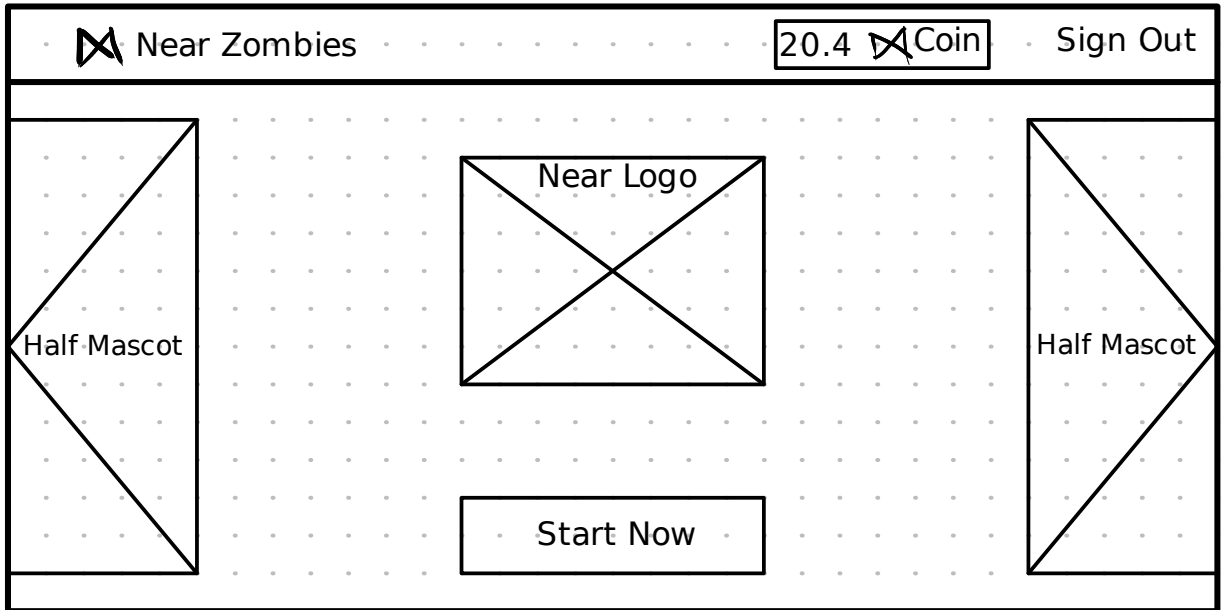 Near Zombies
20.4 Coin
Sign Out
Near Logo
Half Mascot
Half Mascot
Start Now